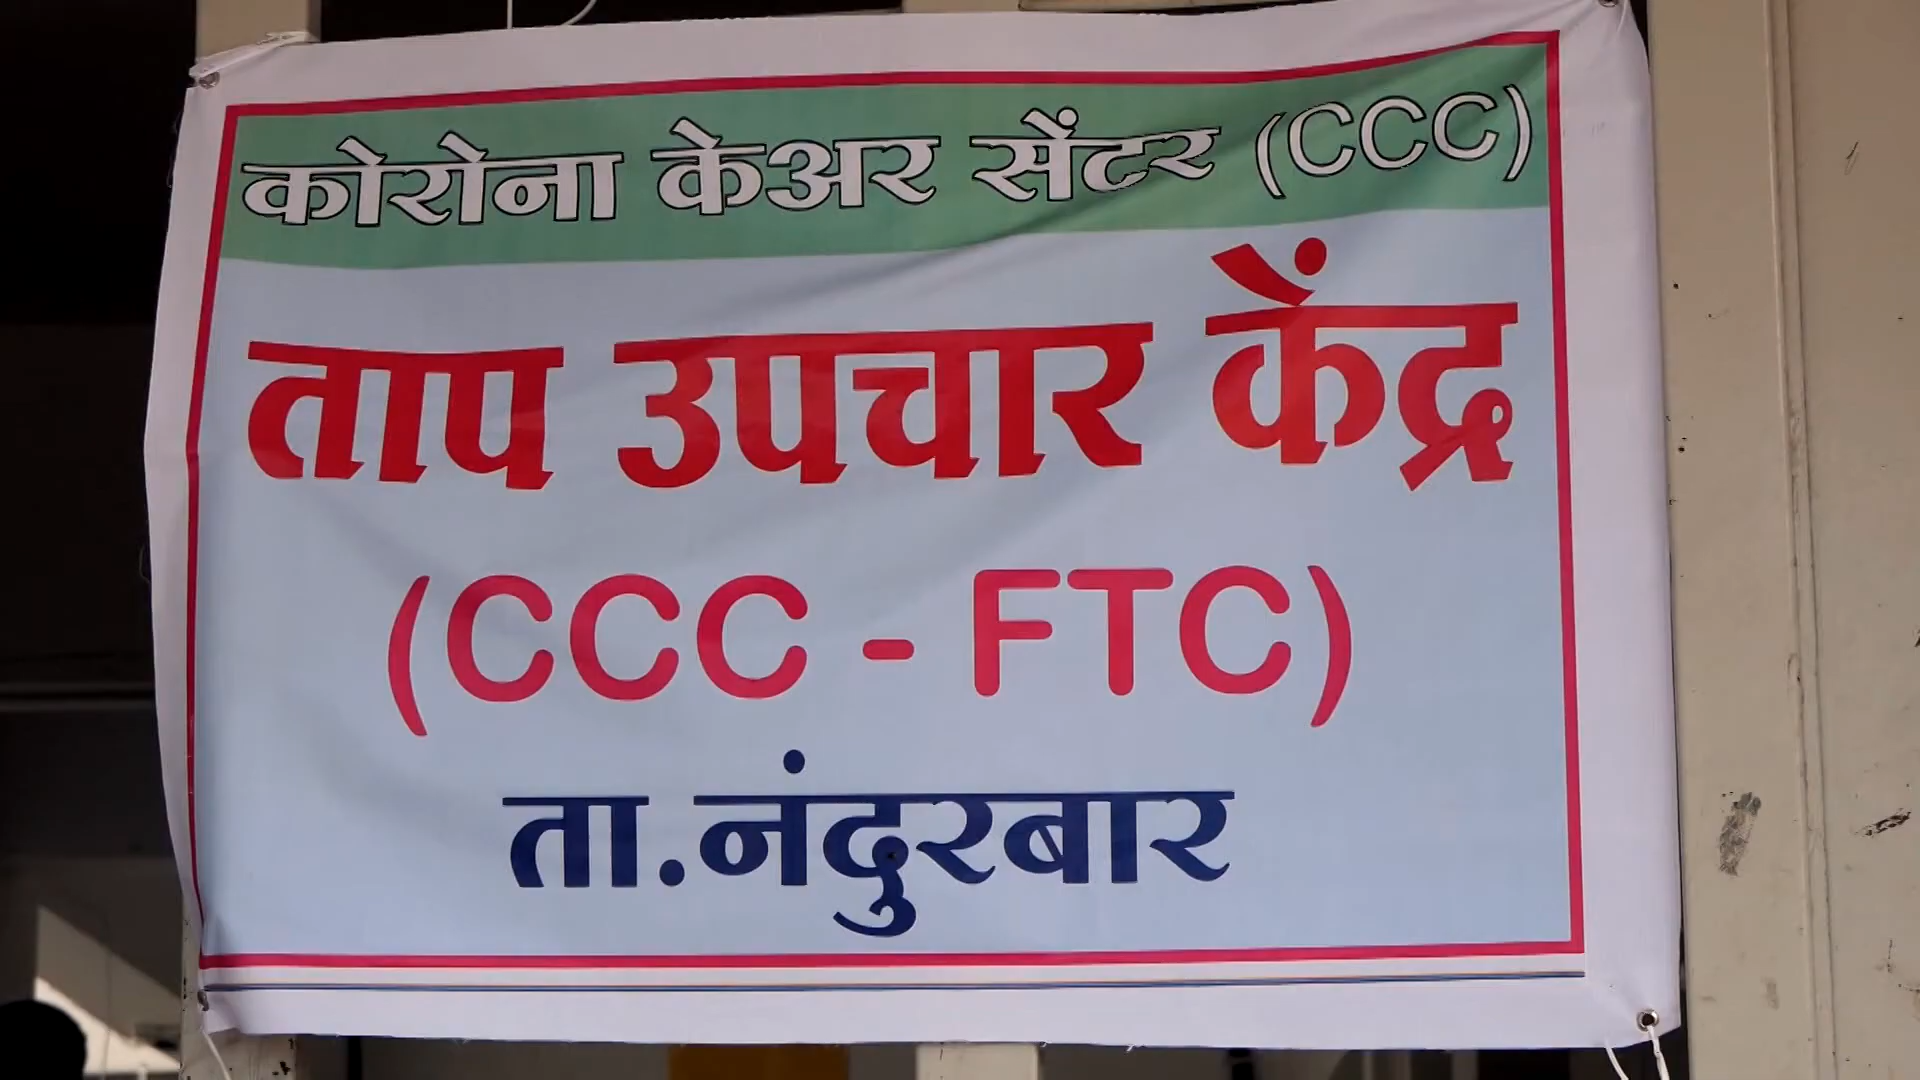 कोरोना केअर सेंटर (CCC)
ताप उपचार केंद्र
(CCC - FTC)
ता.नंदुरबार